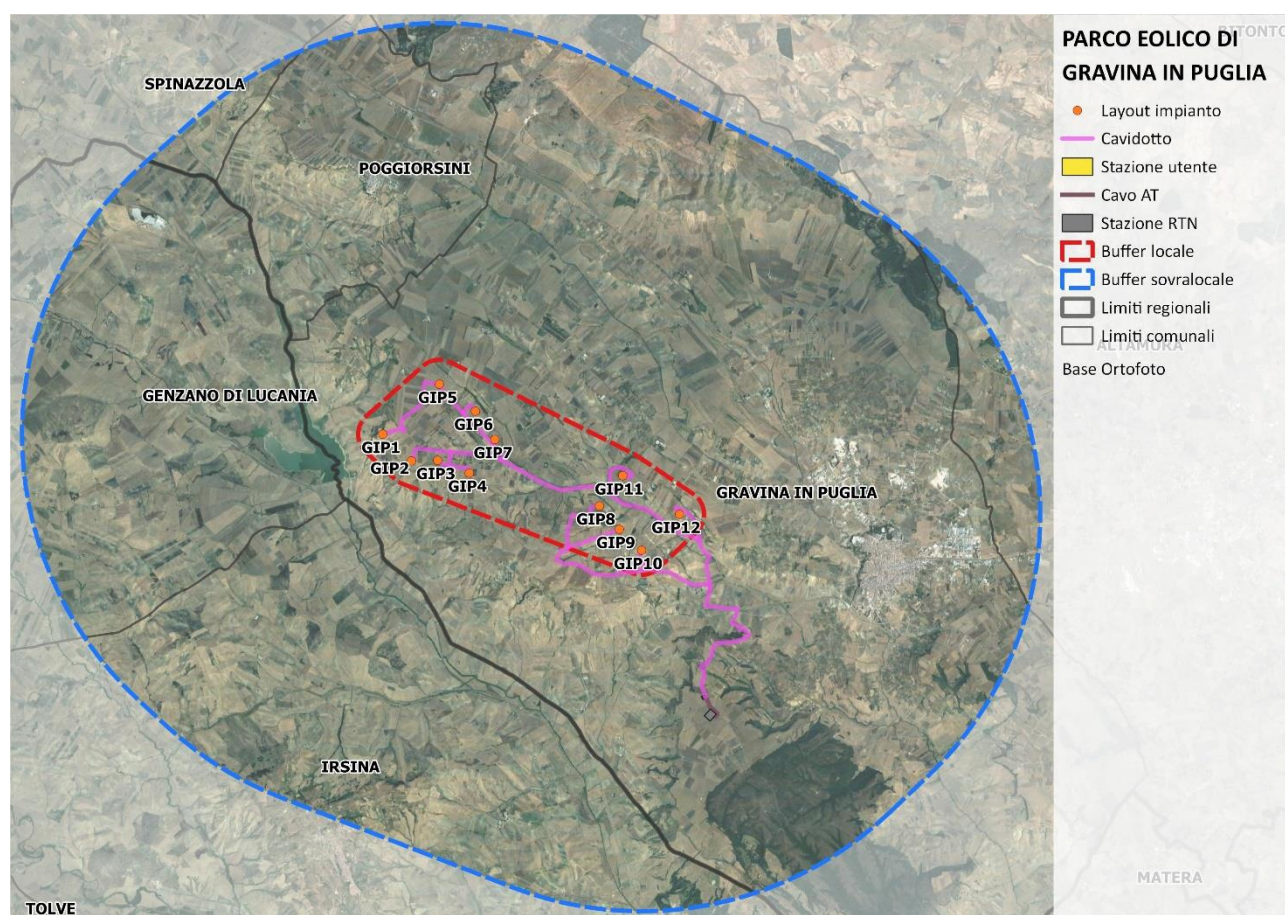 SPINAZZOLA
POGGIORSINI
GENZANO DI LUCANIA
GIP5
GIP6
GIP1
GIP7
GIP2
GIP3
GIP4
GIP11
GRAVINA IN PUGLIA
GIP8
GIP12
GIP9
GIP10
IRSINA
TOLVE
BITONTO
PARCO EOLICO DI
GRAVINA IN PUGLIA
Layout impianto
Cavidotto
Stazione utente
Cavo AT
Stazione RTN
Buffer locale
Buffer sovralocale
Limiti regionali
Limiti comunali
ALTAMURA
Base Ortofoto
MATERA